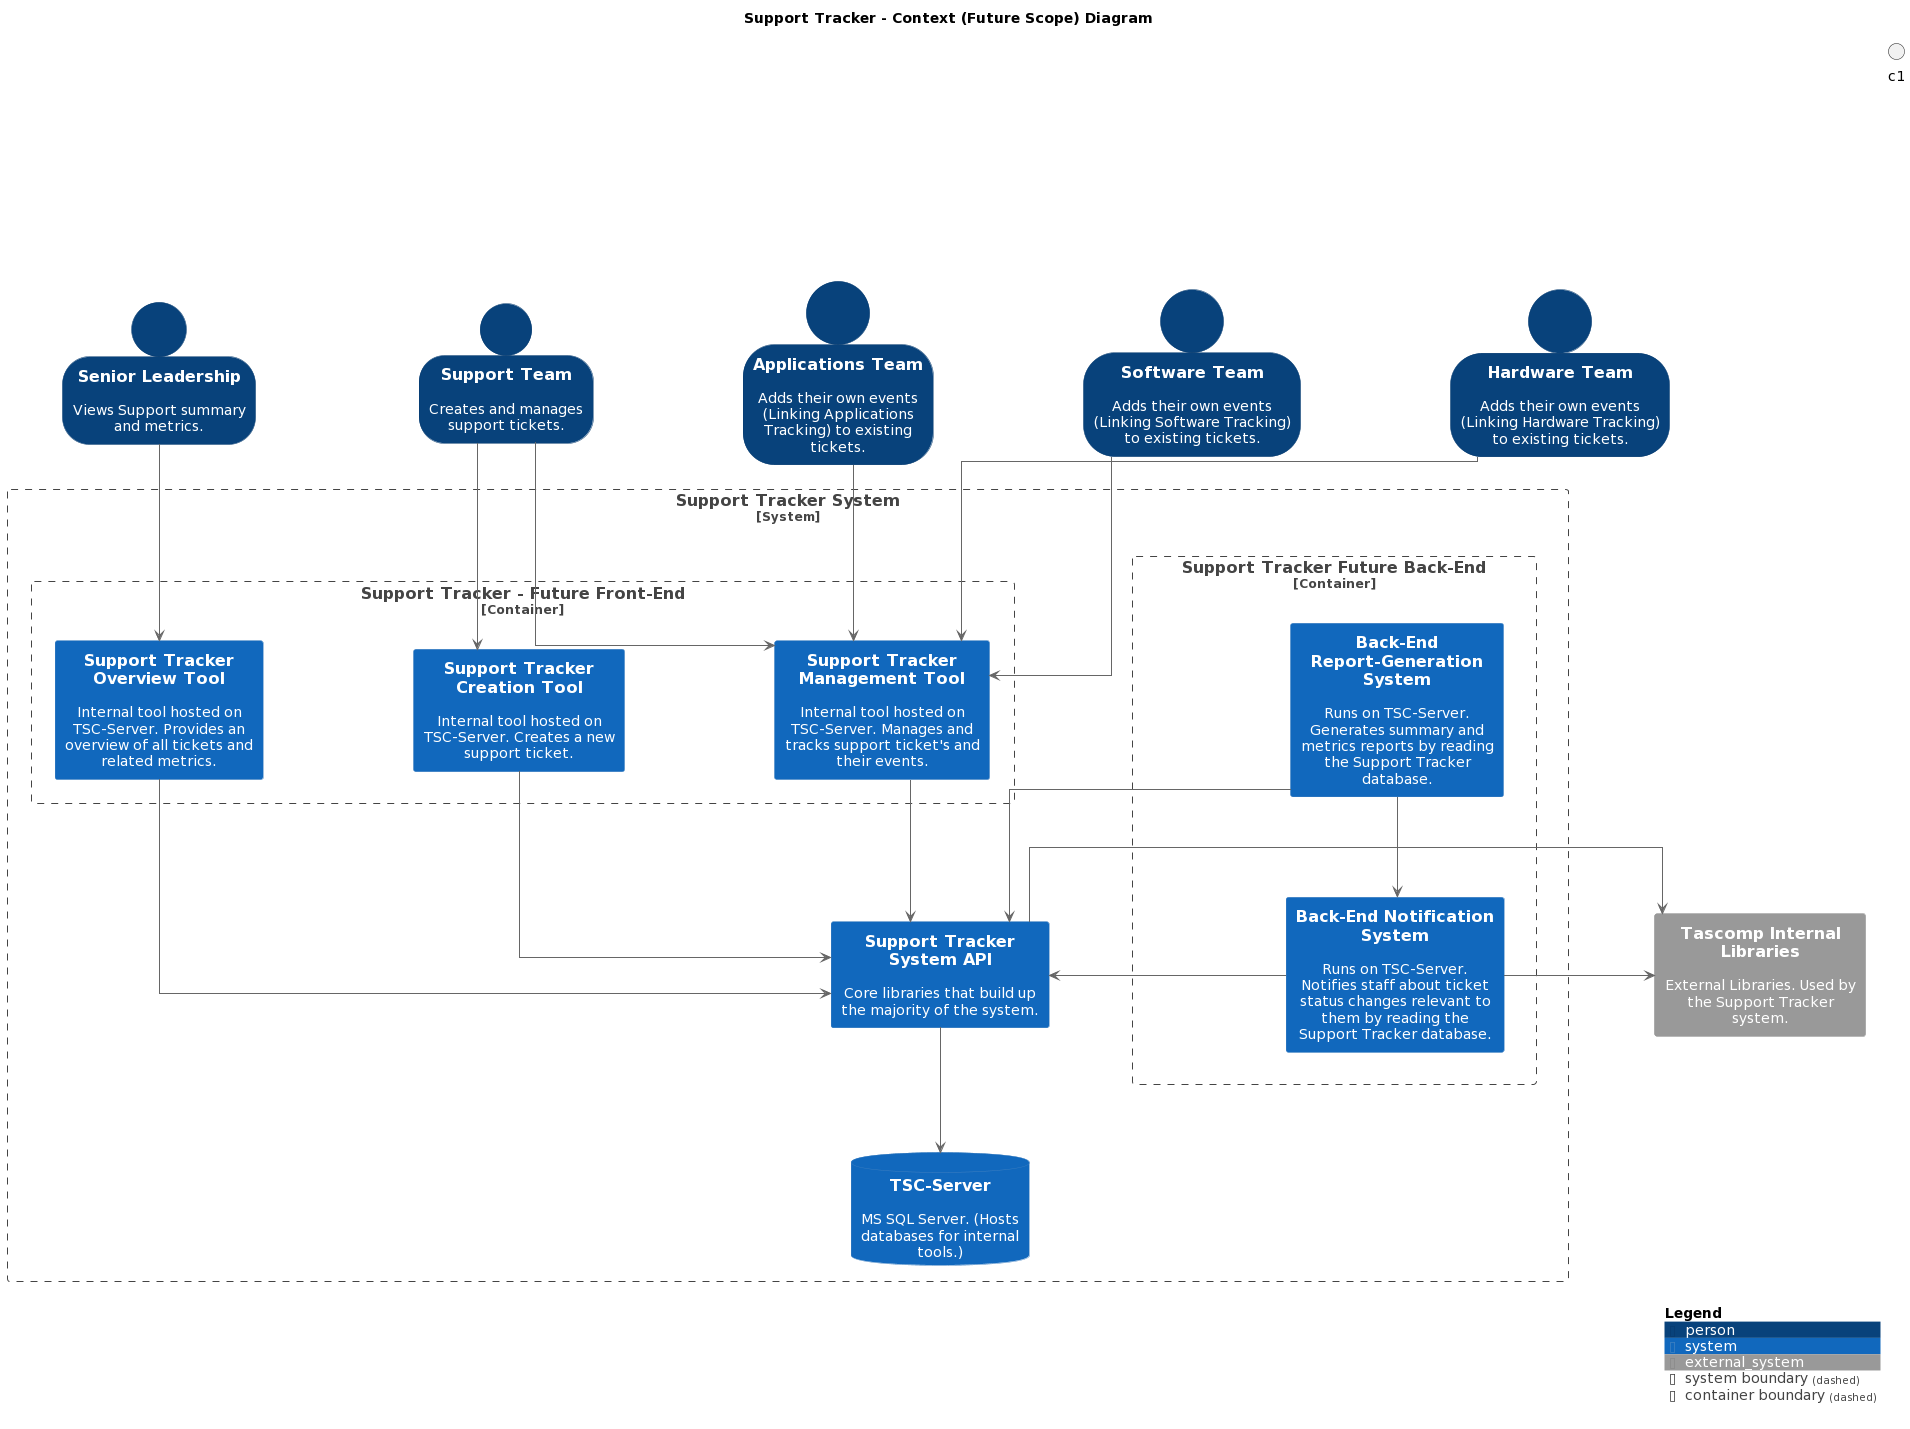 Support Tracker - Context (Future Scope) Diagram
c1
Senior Leadership
Views Support summary
and metrics.
Support Team
Creates and manages
support tickets.
Applications Team
Adds their own events
(Linking Applications
Tracking) to existing
tickets.
Software Team
Adds their own events
(Linking Software Tracking)
to existing tickets.
Hardware Team
Adds their own events
(Linking Hardware Tracking)
to existing tickets.
Support Tracker System
[System]
Support Tracker - Future Front-End
[Container]
Support Tracker
Overview Tool
Internal tool hosted on
TSC-Server. Provides an
overview of all tickets and
related metrics.
Support Tracker
Creation Tool
Internal tool hosted on
TSC-Server. Creates a new
support ticket.
Support Tracker
Management Tool
Internal tool hosted on
TSC-Server. Manages and
tracks support ticket's and
their events.
Support Tracker Future Back-End
[Container]
Back-End
Report-Generation
System
Runs on TSC-Server.
Generates summary and
metrics reports by reading
the Support Tracker
database.
Support Tracker
System API
Core libraries that build up
the majority of the system.
Back-End Notification
System
Runs on TSC-Server.
Notifies staff about ticket
status changes relevant to
them by reading the
Support Tracker database.
Tascomp Internal
Libraries
External Libraries. Used by
the Support Tracker
system.
TSC-Server
MS SQL Server. (Hosts
databases for internal
tools.)
Legend
person
system
external_system
system boundary (dashed)
container boundary (dashed)